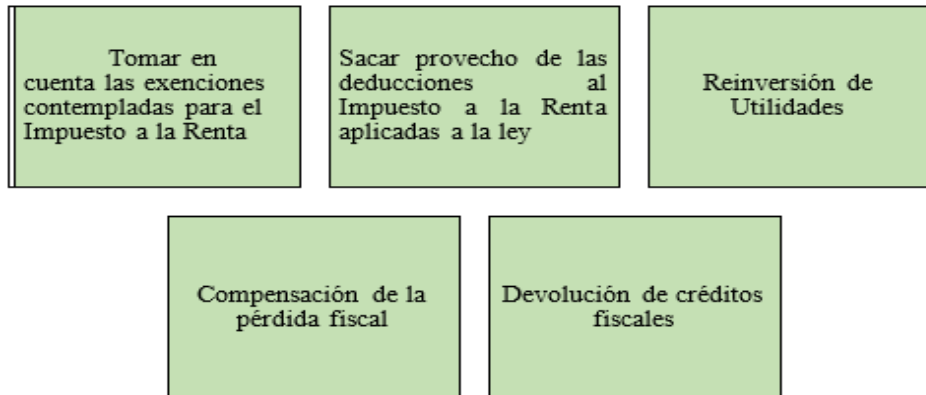 Tomar en
cuenta las exenciones
contempladas para el
Impuesto a la Renta
Sacar provecho de las
deducciones al
Impuesto a la Renta
aplicadas a la ley
Reinversión de
Utilidades
Compensación de la
pérdida fiscal
Devolución de créditos
fiscales